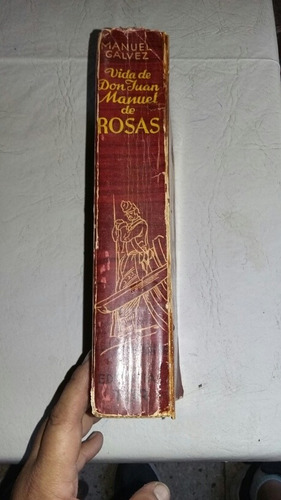 MANUEL
GALVEZ
Vida de
Don Juan
Manuel
de
ROSAS